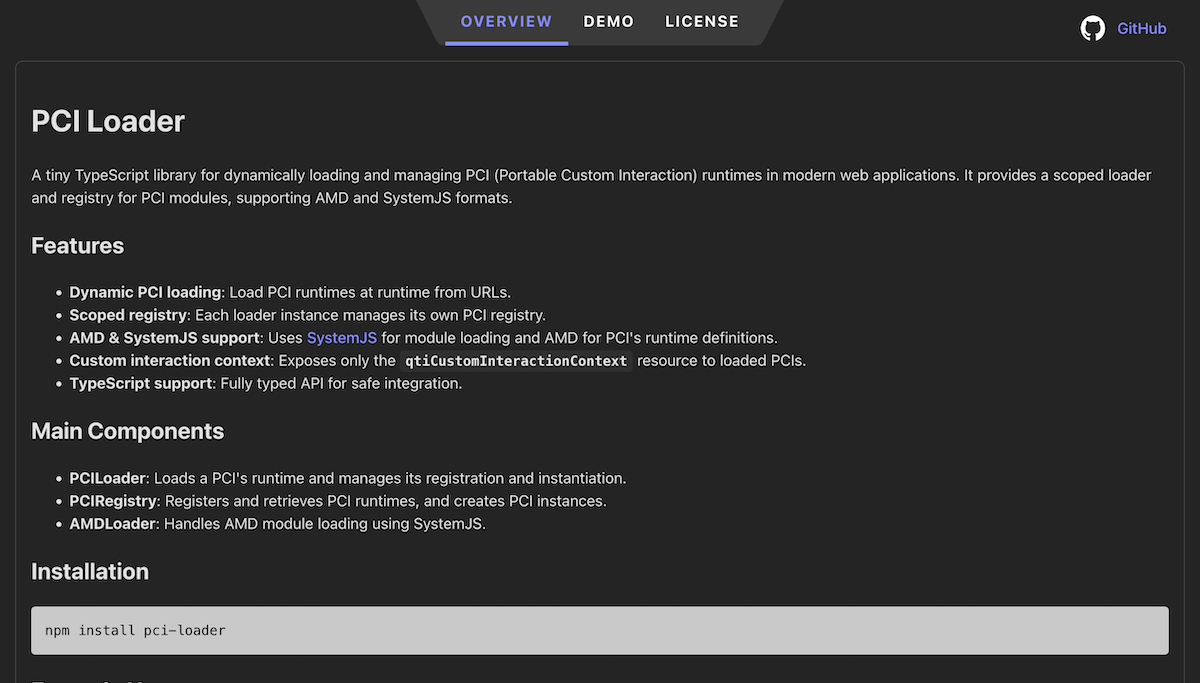 OVERVIEW DEMO LICENSE
GitHub
PCI Loader
A tiny TypeScript library for dynamically loading and managing PCI (Portable Custom Interaction) runtimes in modern web applications. It provides a scoped loader
and registry for PCI modules, supporting AMD and SystemJS formats.
Features
• Dynamic PCI loading: Load PCI runtimes at runtime from URLs.
• Scoped registry: Each loader instance manages its own PCI registry.
• AMD & SystemJS support: Uses SystemJS for module loading and AMD for PCI's runtime definitions.
• Custom interaction context: Exposes only the qtiCustomInteractionContext resource to loaded PCIs.
• TypeScript support: Fully typed API for safe integration.
Main Components
• PCILoader: Loads a PCI's runtime and manages its registration and instantiation.
• PCIRegistry: Registers and retrieves PCI runtimes, and creates PCI instances.
• AMDLoader: Handles AMD module loading using SystemJS.
Installation
npm install pci-loader